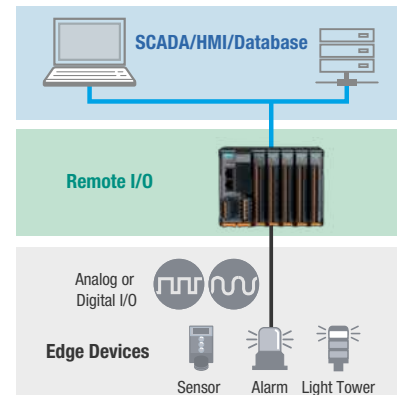 SCADA/HMI/Database
Remote I/O
Analog or
Digital I/O
Edge Devices
Sensor
Alarm
Light Tower